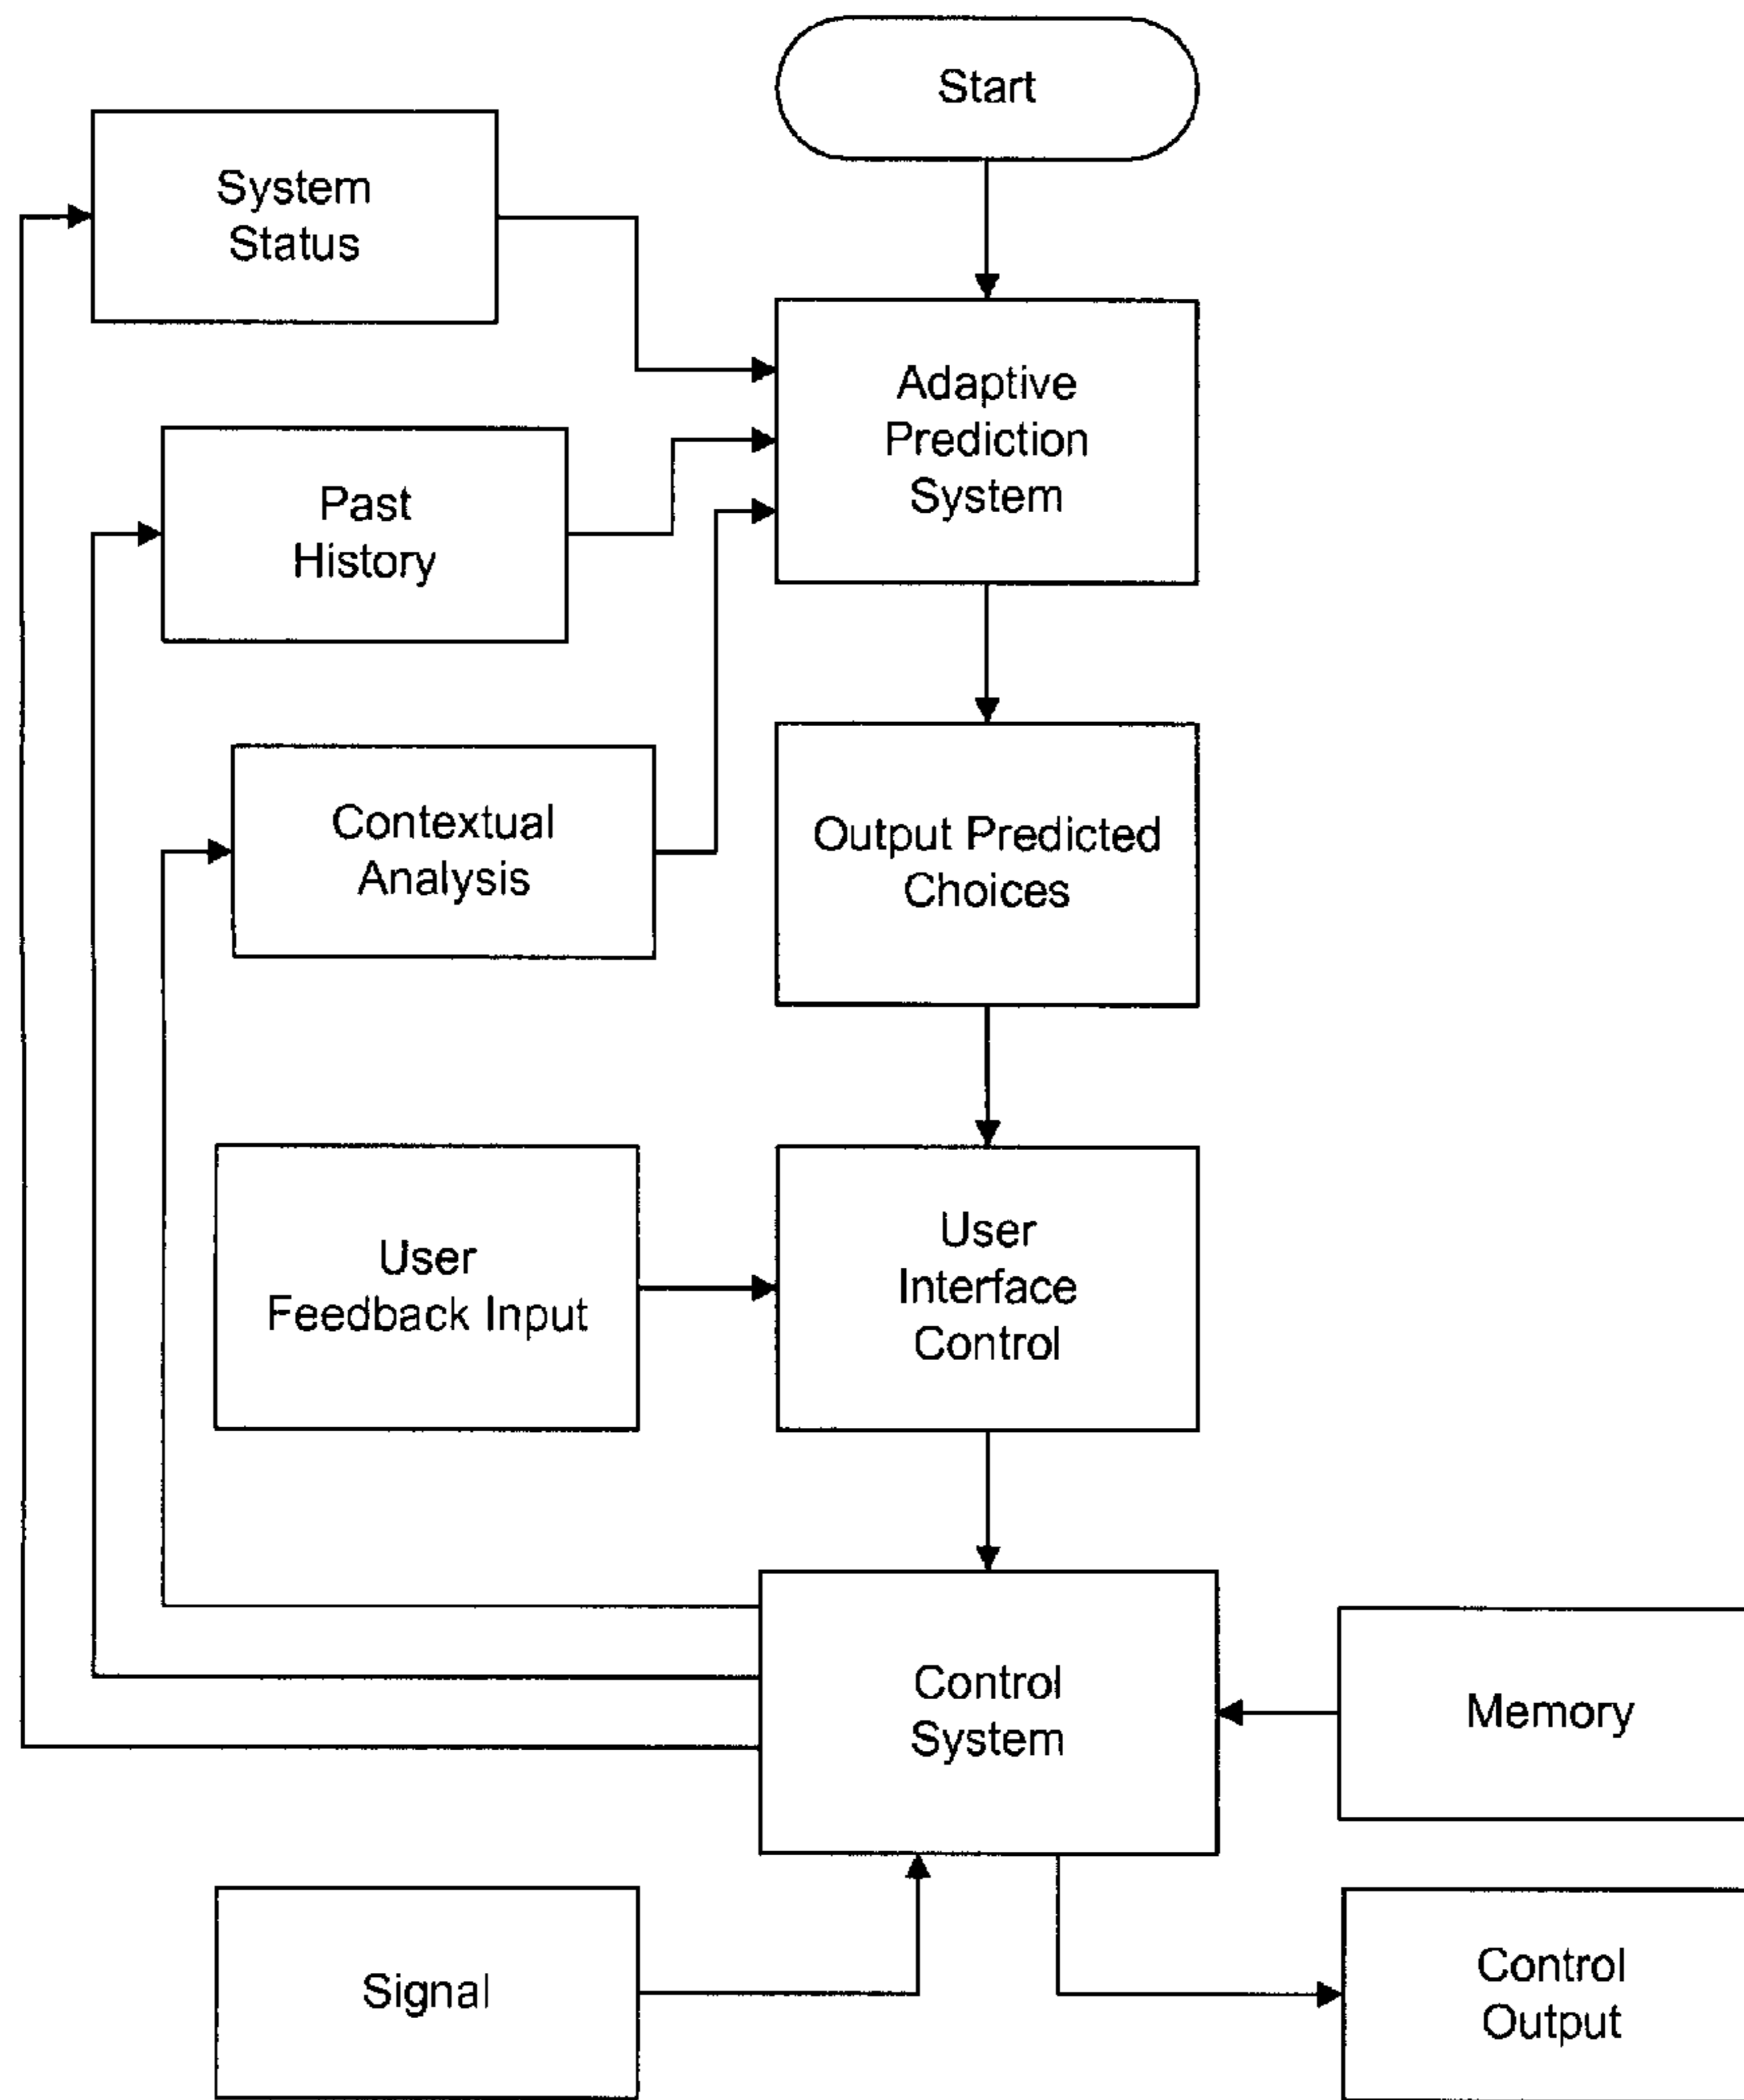 Start
System
Status
Adaptive
Prediction
System
Past
History
Contextual
Analysis
Output Predicted
Choices
User
Feedback Input
User
Interface
Control
Control
System
Memory
Signal
Control
Output